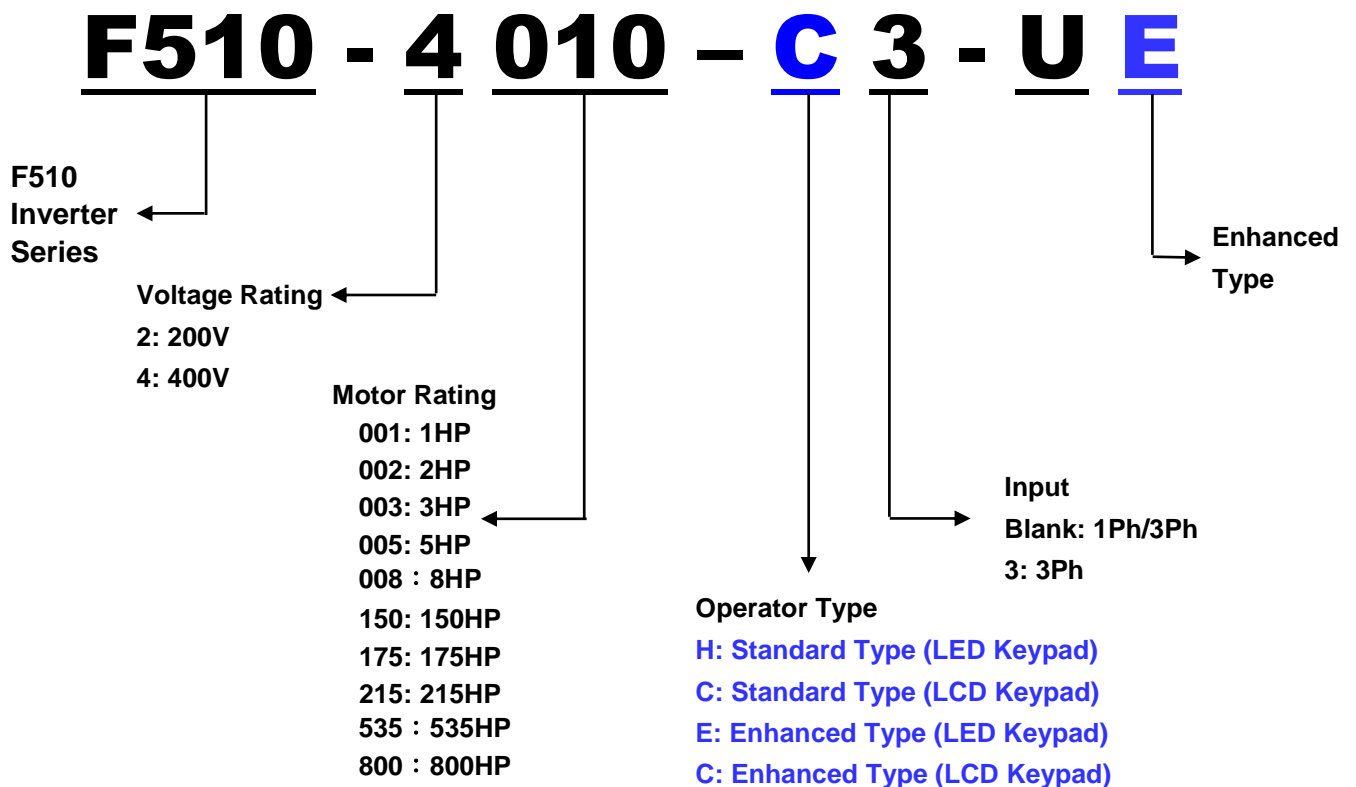 F510 - 4 010 – C 3 - U E
F510
Inverter
Series
Voltage Rating
2: 200V
4: 400V
Motor Rating
001: 1HP
002: 2HP
003: 3HP
005: 5HP
008：8HP
150: 150HP
175: 175HP
215: 215HP
535：535HP
800：800HP
Operator Type
H: Standard Type (LED Keypad)
C: Standard Type (LCD Keypad)
E: Enhanced Type (LED Keypad)
C: Enhanced Type (LCD Keypad)
Input
Blank: 1Ph/3Ph
3: 3Ph
Enhanced
Type